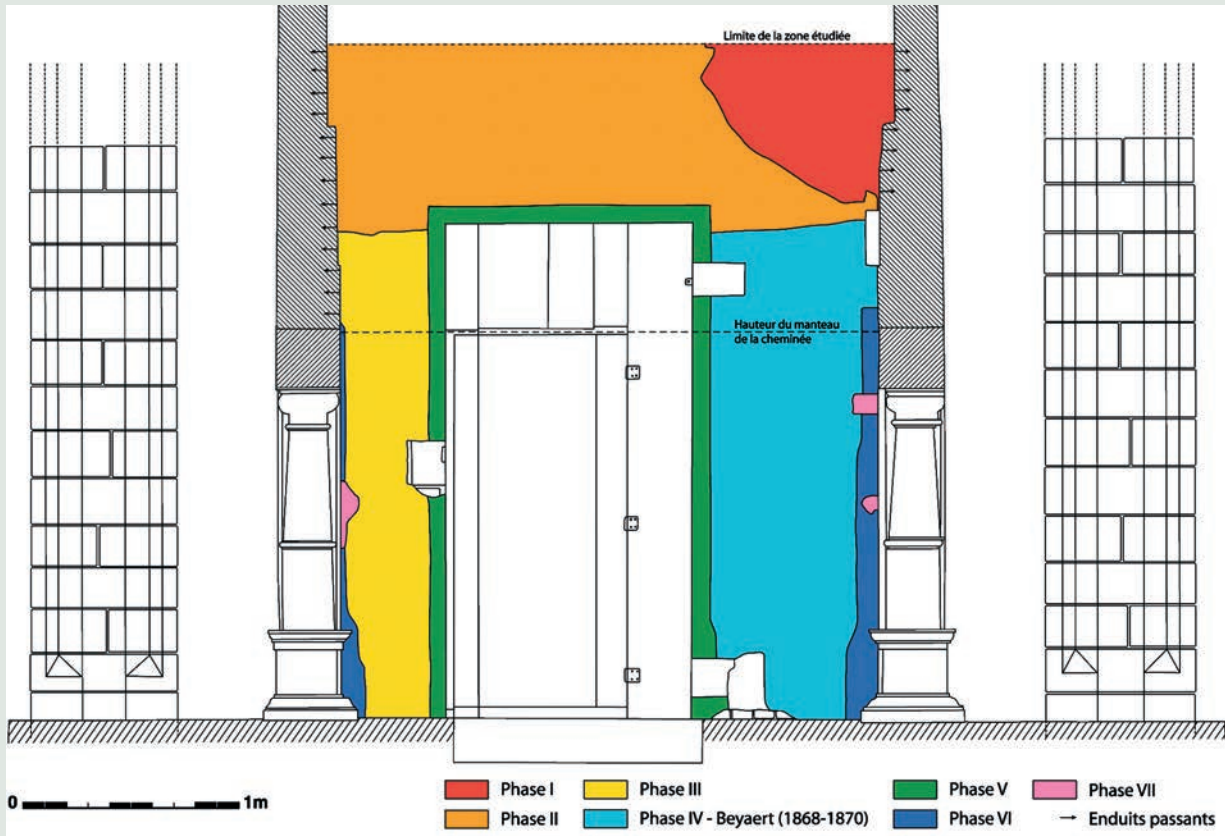 Limite de la zone étudiée
Hauteur du manteau
de la cheminée
0 1m
Phase I
Phase II
Phase III
Phase IV - Beyaert (1868-1870)
Phase V
Phase VI
Phase VII
Enduits passants